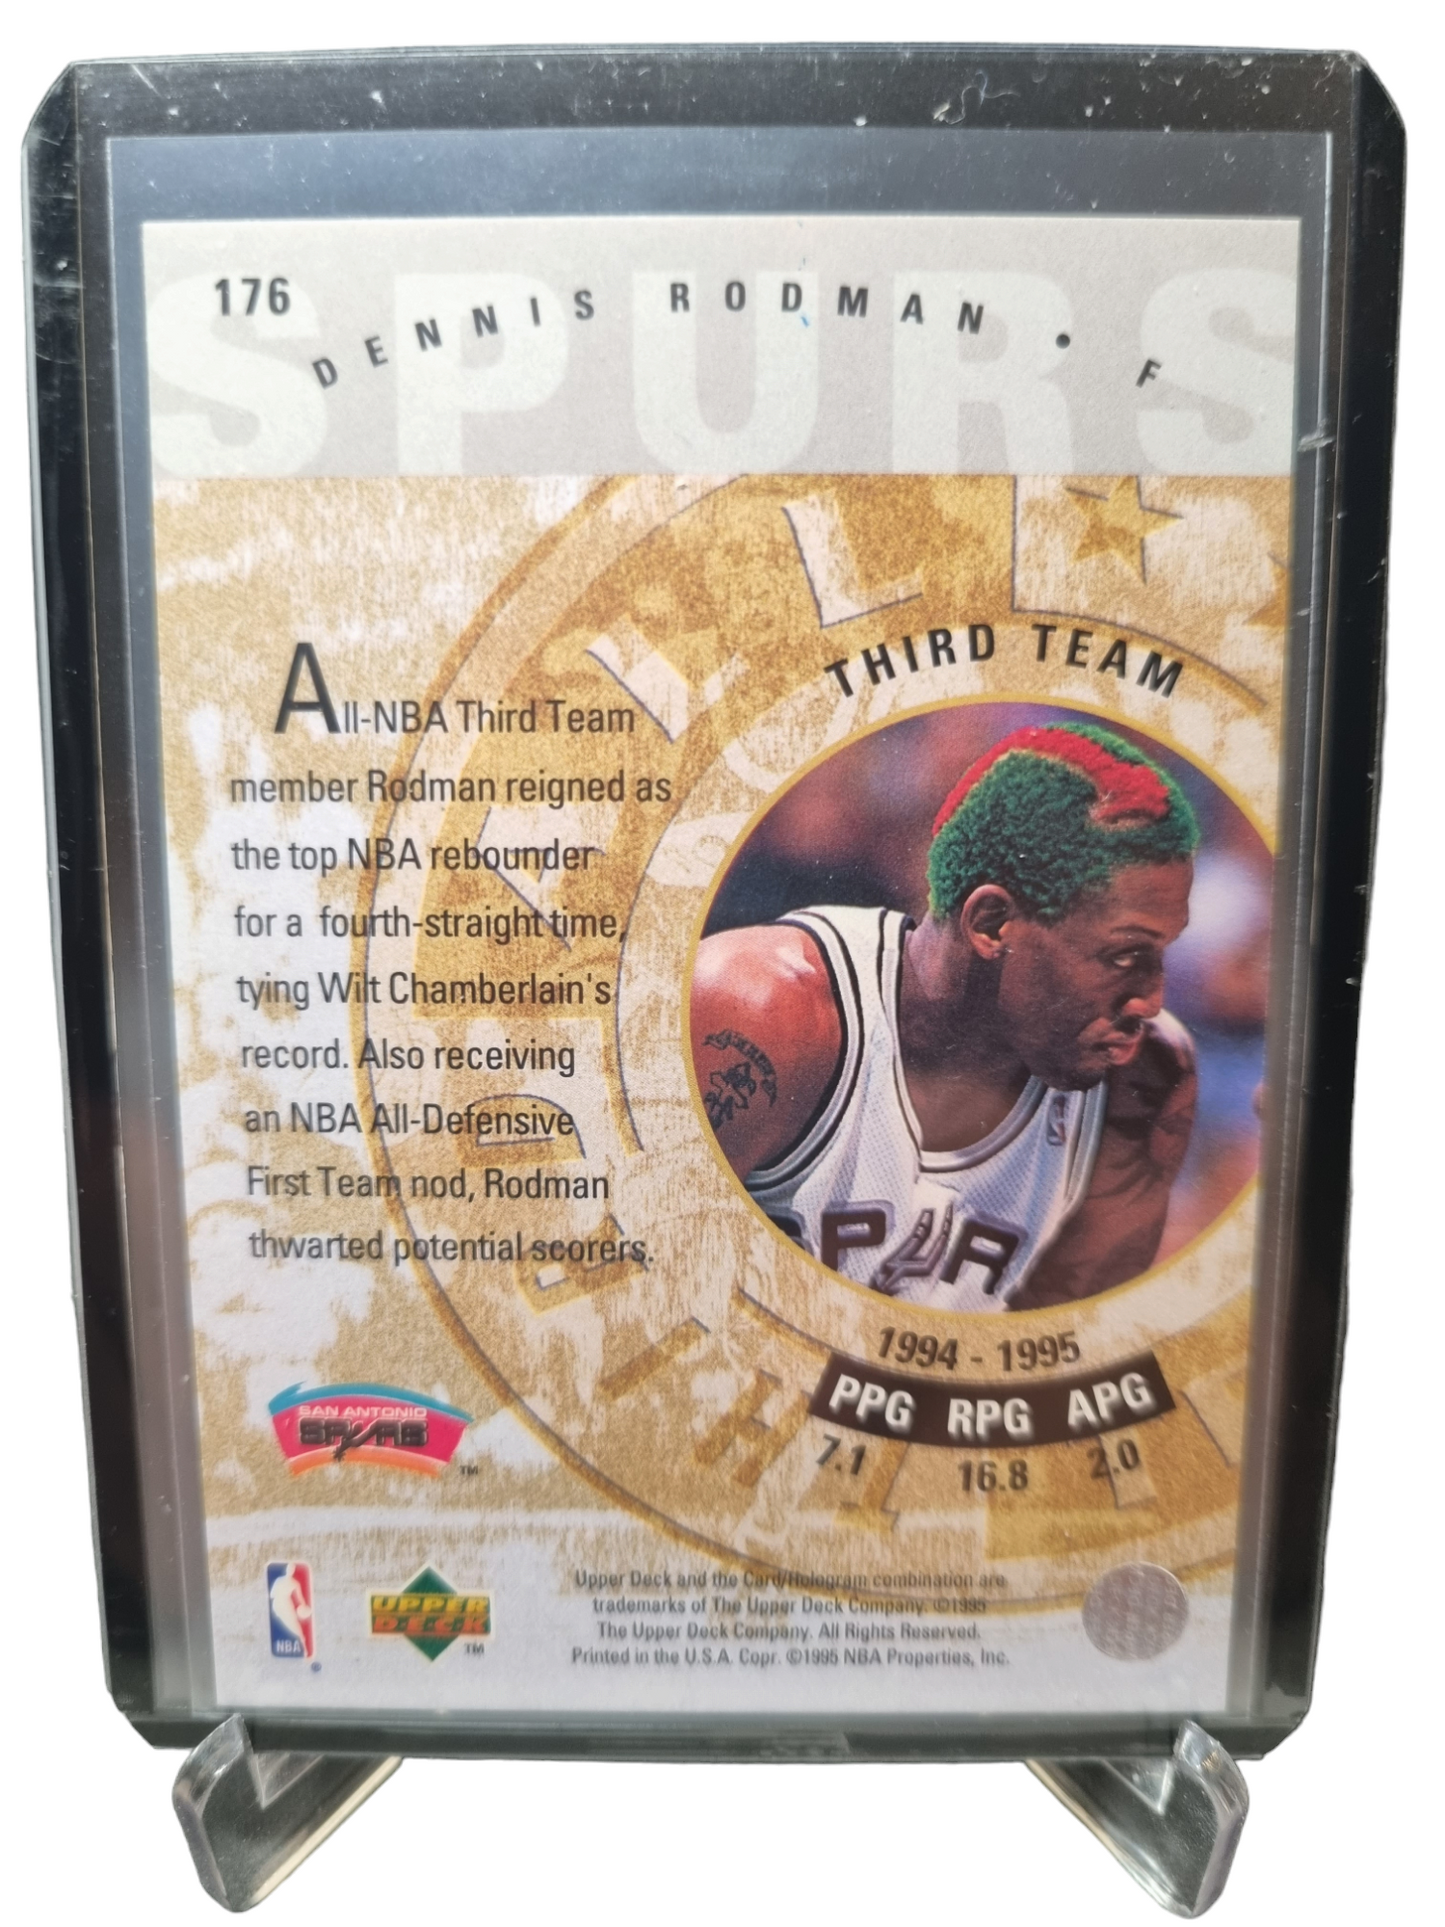 176
DENNIS RODMAN • F
SPURS
THIRD TEAM
All-NBA Third Team
member Rodman reigned as
the top NBA rebounder
for a fourth-straight time,
tying Wilt Chamberlain's
record. Also receiving
an NBA All-Defensive
First Team nod, Rodman
thwarted potential scorers.
SPUR
1994 - 1995
PPG RPG APG
7.1 16.8 2.0
SAN ANTONIO
SPURS
TM
NBA
®
UPPER
DECK
TM
Upper Deck and the Card/Hologram combination are
trademarks of The Upper Deck Company. ©1995
The Upper Deck Company. All Rights Reserved.
Printed in the U.S.A. Copr. ©1995 NBA Properties, Inc.